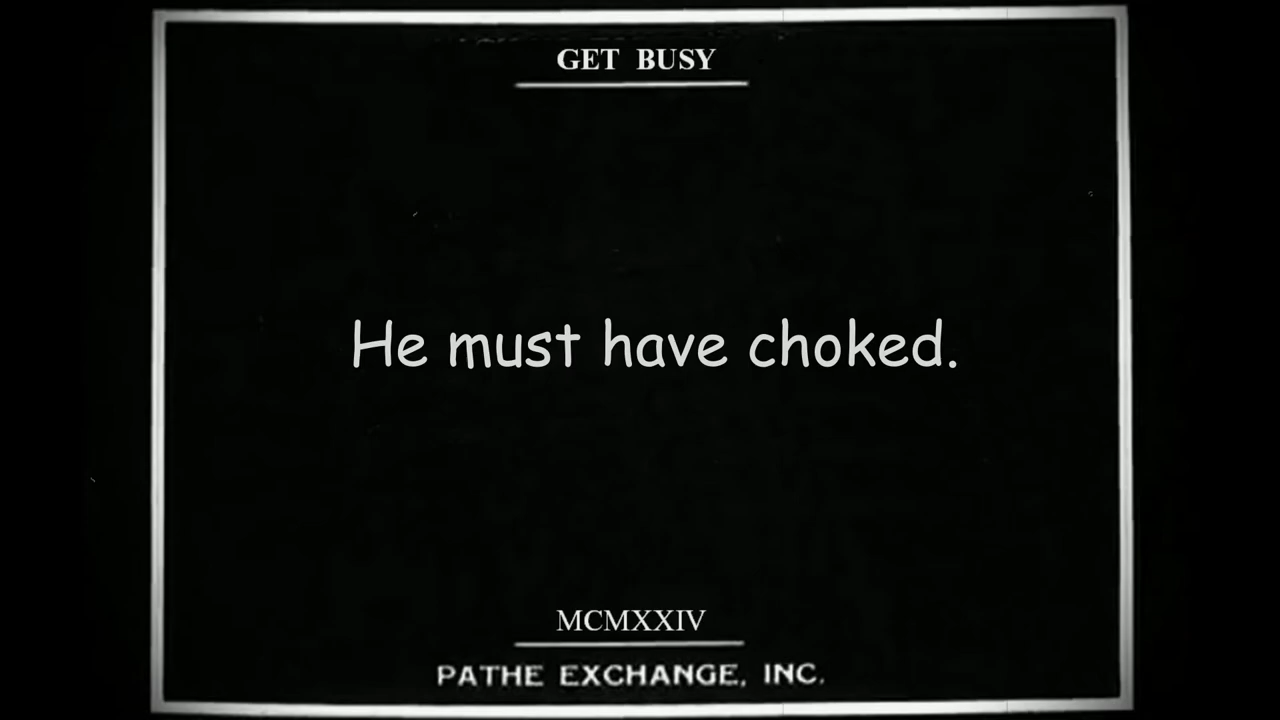 GET BUSY
He must have choked.
MCMXXIV
PATHE EXCHANGE, INC.